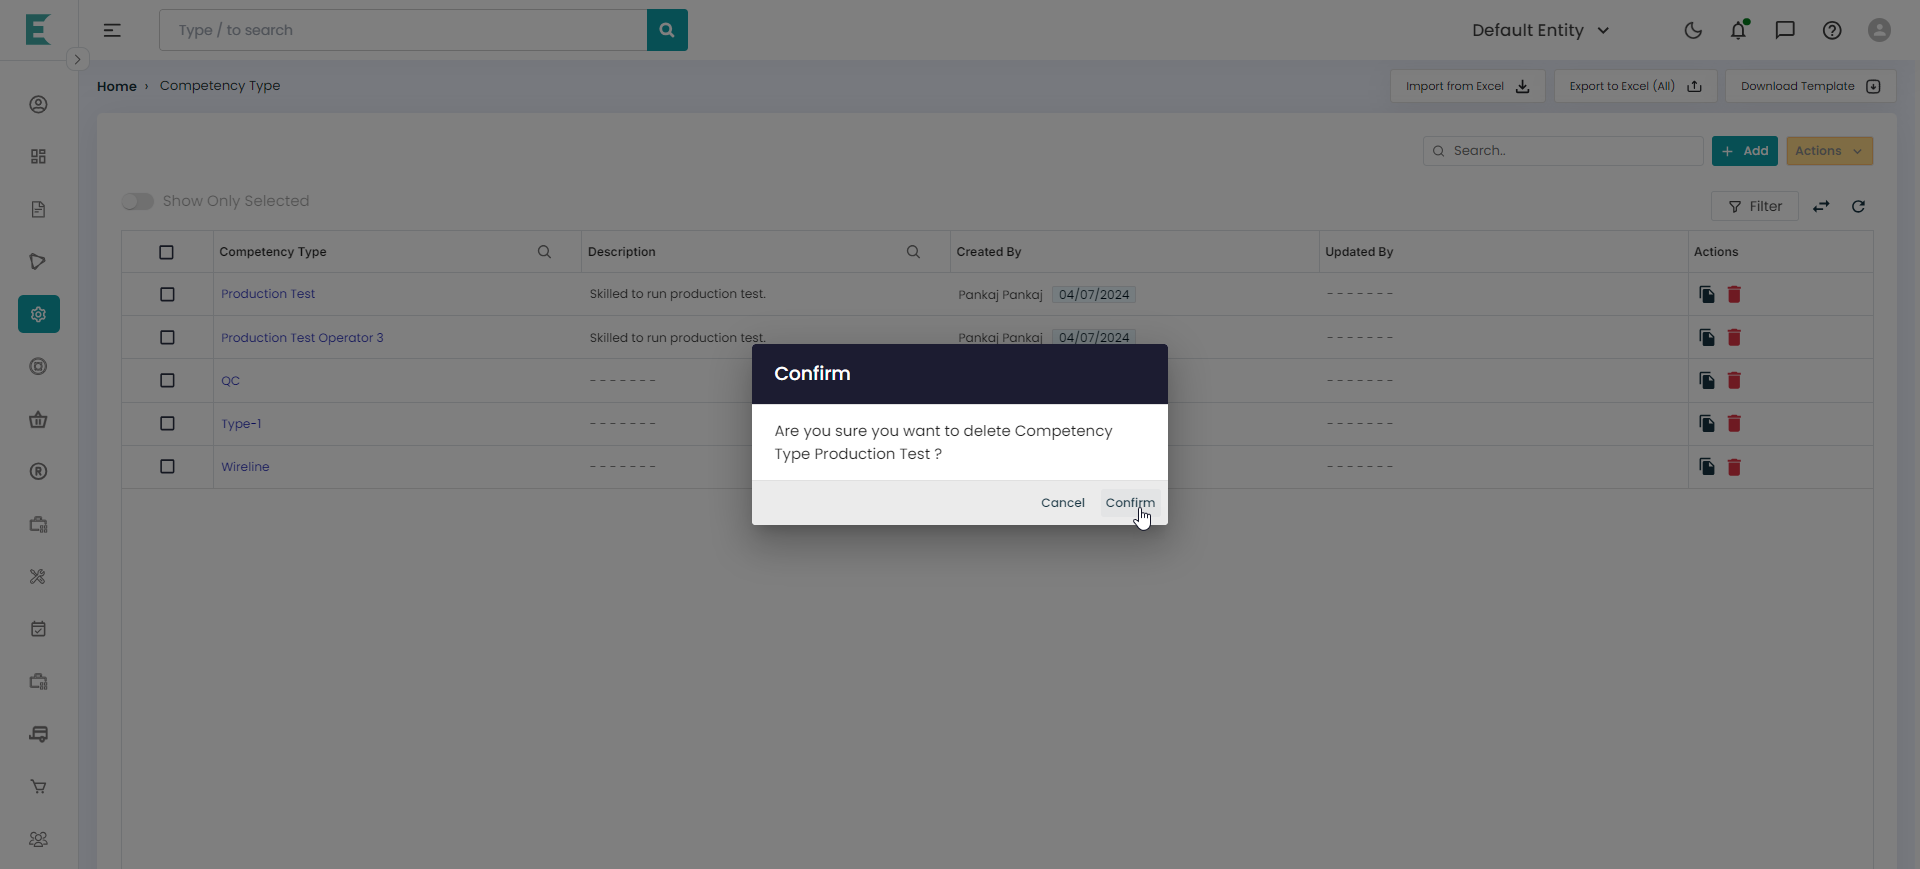 Type / to search
Default Entity
Home › Competency Type
Import from Excel
Export to Excel (All)
Download Template
Search..
+ Add
Actions
Show Only Selected
Filter
Competency Type Description Created By Updated By Actions
Production Test Skilled to run production test. Pankaj Pankaj 04/07/2024 - - - - - - -
Production Test Operator 3 Skilled to run production test. Pankaj Pankaj 04/07/2024 - - - - - - -
QC - - - - - - - - - - - - - -
Type-1 - - - - - - - - - - - - - -
Wireline - - - - - - - - - - - - - -
Confirm
Are you sure you want to delete Competency
Type Production Test ?
Cancel Confirm